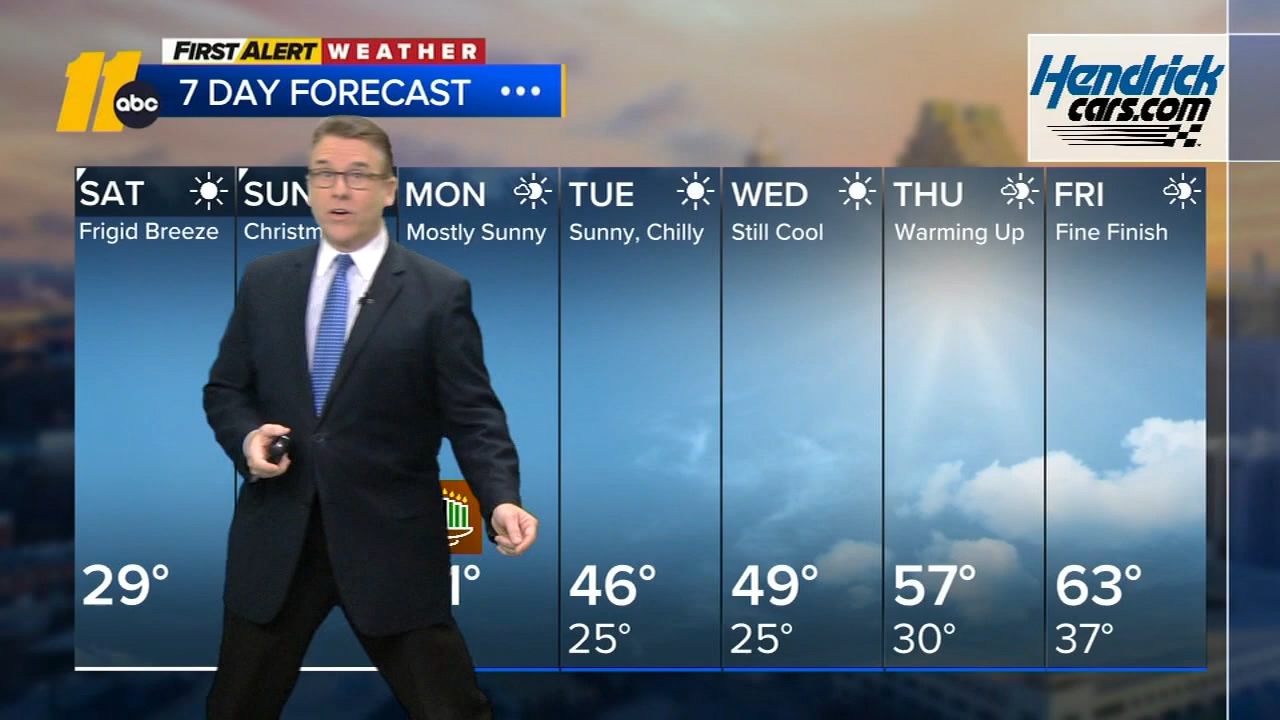 FIRST ALERT WEATHER
11 abc 7 DAY FORECAST
Hendrick
cars.com
SAT SUN MON TUE WED THU FRI
Frigid Breeze Mostly Sunny Sunny, Chilly Still Cool Warming Up Fine Finish
29° 46° 49° 57° 63°
25° 25° 30° 37°